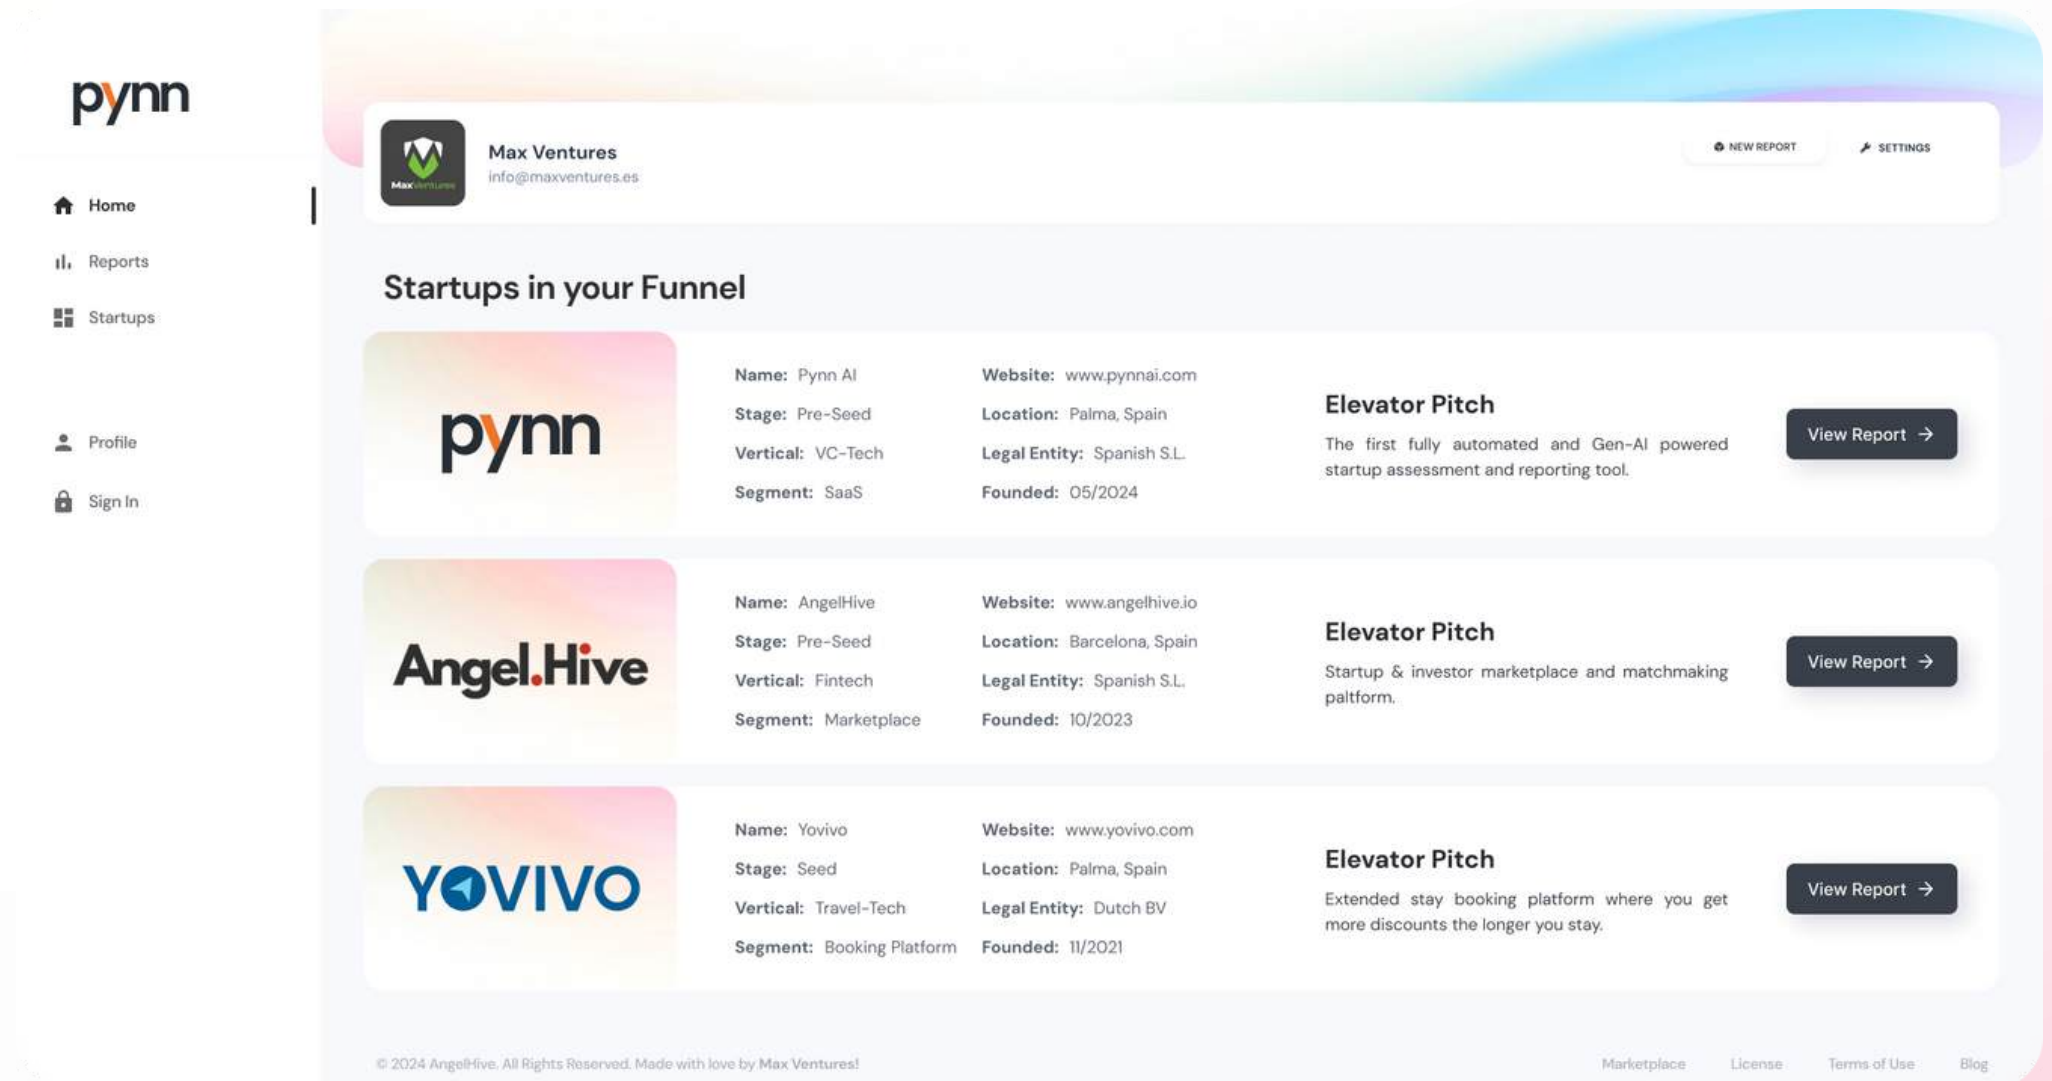 pynn
Home
Reports
Startups
Profile
Sign In
MaxVentures
Max Ventures
info@maxventures.es
NEW REPORT
SETTINGS
Startups in your Funnel
pynn
Name: Pynn AI
Stage: Pre-Seed
Vertical: VC-Tech
Segment: SaaS
Website: www.pynnai.com
Location: Palma, Spain
Legal Entity: Spanish S.L.
Founded: 05/2024
Elevator Pitch
The first fully automated and Gen-AI powered
startup assessment and reporting tool.
View Report →
Angel.Hive
Name: AngelHive
Stage: Pre-Seed
Vertical: Fintech
Segment: Marketplace
Website: www.angelhive.io
Location: Barcelona, Spain
Legal Entity: Spanish S.L.
Founded: 10/2023
Elevator Pitch
Startup & investor marketplace and matchmaking
paltform.
View Report →
YOVIVO
Name: Yovivo
Stage: Seed
Vertical: Travel-Tech
Segment: Booking Platform
Website: www.yovivo.com
Location: Palma, Spain
Legal Entity: Dutch BV
Founded: 11/2021
Elevator Pitch
Extended stay booking platform where you get
more discounts the longer you stay.
View Report →
© 2024 AngelHive. All Rights Reserved. Made with love by Max Ventures!
Marketplace
License
Terms of Use
Blog